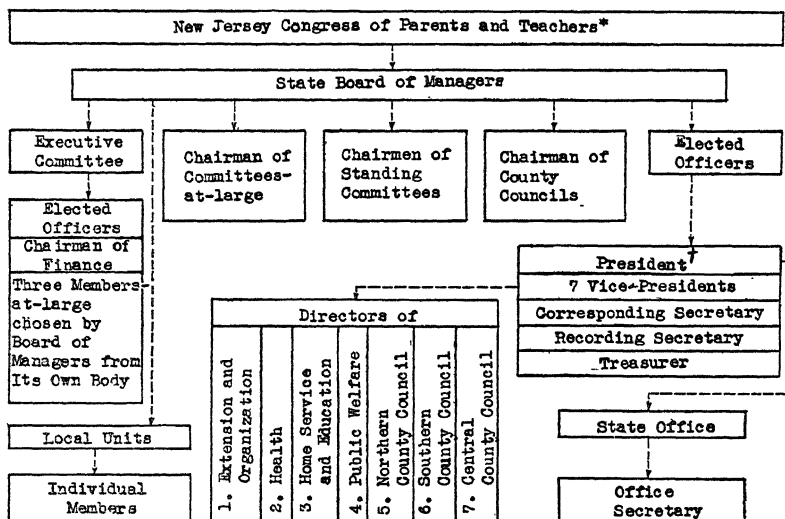 New Jersey Congress of Parents and Teachers*
State Board of Managers
Executive
Committee
Chairman of
Committees-
at-large
Chairmen of
Standing
Committees
Chairman of
County
Councils
Elected
Officers
Elected
Officers
Chairman of
Finance
Three Members-
at-large
chosen by
Board of
Managers from
Its Own Body
President†
7 Vice-Presidents
Corresponding Secretary
Recording Secretary
Treasurer
Directors of
1. Extension and
Organization
2. Health
3. Home Service
and Education
4. Public Welfare
5. Northern
County Council
6. Southern
County Council
7. Central
County Council
Local Units
Individual
Members
State Office
Office
Secretary